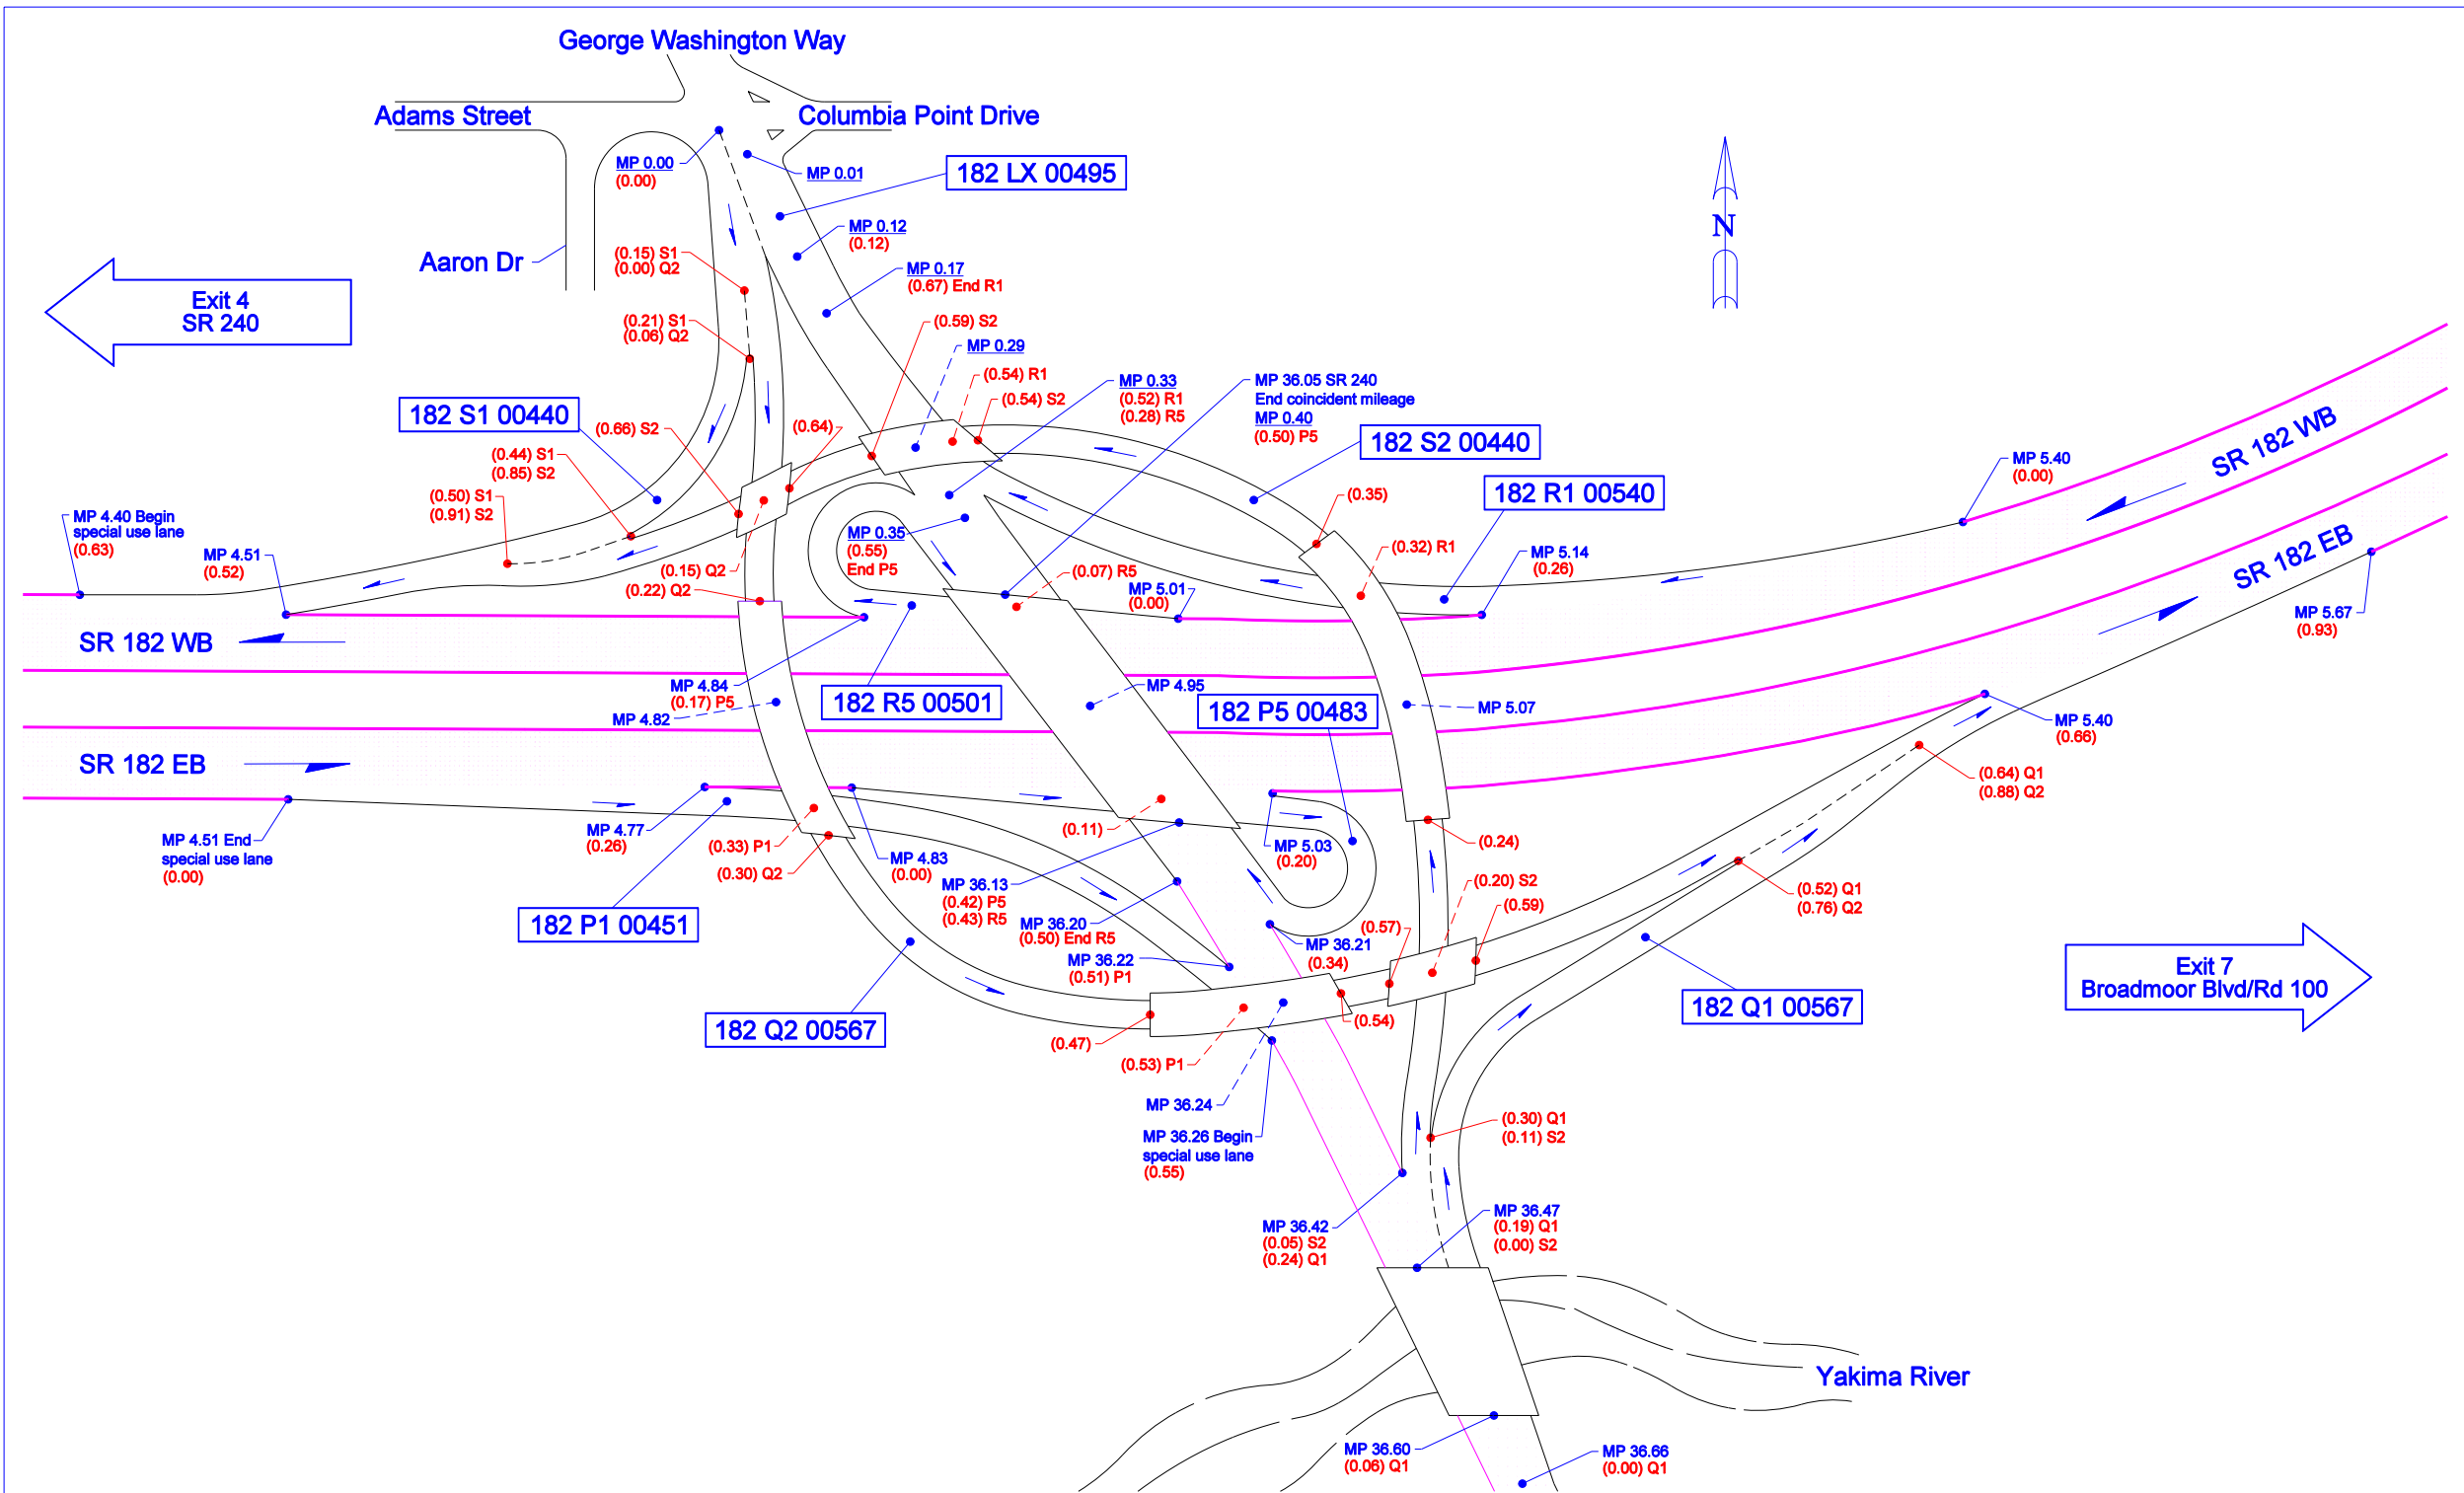 George Washington Way
Adams Street
Columbia Point Drive
MP 0.00
(0.00)
MP 0.01
182 LX 00495
MP 0.12
(0.12)
Aaron Dr
(0.15) S1
(0.00) Q2
MP 0.17
(0.67) End R1
N
Exit 4
SR 240
(0.21) S1
(0.06) Q2
(0.59) S2
MP 0.29
(0.54) R1
(0.54) S2
MP 0.33
(0.52) R1
(0.28) R5
MP 36.05 SR 240
End coincident mileage
MP 0.40
(0.50) P5
182 S1 00440
(0.66) S2
(0.64)
182 S2 00440
SR 182 WB
(0.44) S1
(0.85) S2
(0.50) S1
(0.91) S2
MP 5.40
(0.00)
182 R1 00540
(0.35)
MP 4.40 Begin
special use lane
(0.63)
MP 4.51
(0.52)
MP 0.35
(0.55)
End P5
(0.32) R1
MP 5.14
(0.26)
(0.15) Q2
(0.22) Q2
(0.07) R5
MP 5.01
(0.00)
SR 182 EB
MP 5.67
(0.93)
SR 182 WB
MP 4.84
(0.17) P5
MP 4.82
182 R5 00501
MP 4.95
182 P5 00483
MP 5.07
MP 5.40
(0.66)
SR 182 EB
(0.64) Q1
(0.88) Q2
MP 4.51 End
special use lane
(0.00)
MP 4.77
(0.26)
(0.33) P1
(0.30) Q2
MP 4.83
(0.00)
(0.11)
MP 5.03
(0.20)
(0.24)
MP 36.13
(0.42) P5
(0.43) R5
(0.20) S2
(0.52) Q1
(0.76) Q2
182 P1 00451
MP 36.20
(0.50) End R5
(0.57)
(0.59)
MP 36.21
(0.34)
MP 36.22
(0.51) P1
Exit 7
Broadmoor Blvd/Rd 100
182 Q2 00567
182 Q1 00567
(0.54)
(0.47)
(0.53) P1
MP 36.24
MP 36.26 Begin
special use lane
(0.55)
(0.30) Q1
(0.11) S2
MP 36.42
(0.05) S2
(0.24) Q1
MP 36.47
(0.19) Q1
(0.00) S2
Yakima River
MP 36.60
(0.06) Q1
MP 36.66
(0.00) Q1